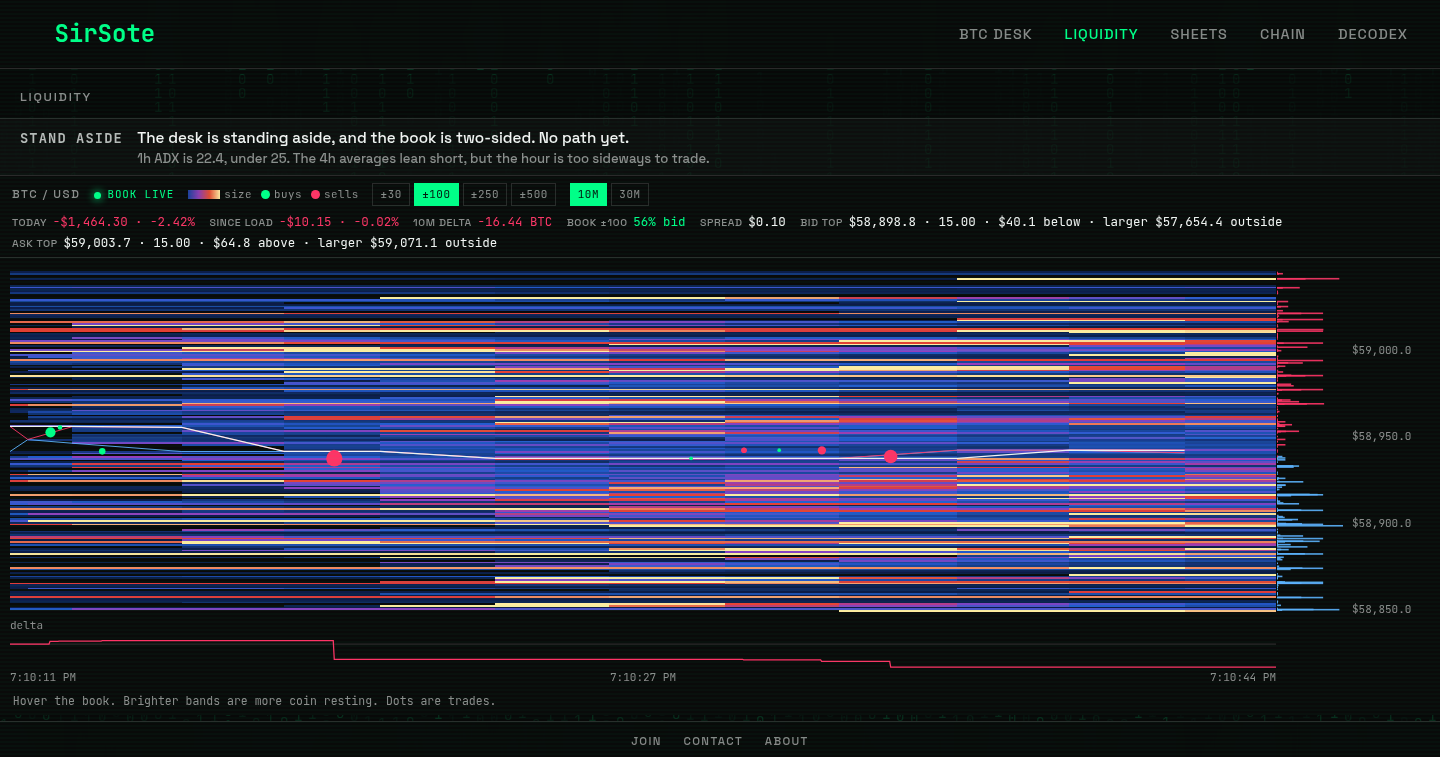 SirSote
BTC DESK LIQUIDITY SHEETS CHAIN DECODEX
LIQUIDITY
STAND ASIDE The desk is standing aside, and the book is two-sided. No path yet.
1h ADX is 22.4, under 25. The 4h averages lean short, but the hour is too sideways to trade.
BTC / USD BOOK LIVE size buys sells ±30 ±100 ±250 ±500 10M 30M
TODAY -$1,464.30 · -2.42% SINCE LOAD -$10.15 · -0.02% 10M DELTA -16.44 BTC BOOK ±100 56% bid SPREAD $0.10 BID TOP $58,898.8 · 15.00 · $40.1 below · larger $57,654.4 outside
ASK TOP $59,003.7 · 15.00 · $64.8 above · larger $59,071.1 outside
$59,000.0
$58,950.0
$58,900.0
$58,850.0
delta
7:10:11 PM 7:10:27 PM 7:10:44 PM
Hover the book. Brighter bands are more coin resting. Dots are trades.
JOIN CONTACT ABOUT